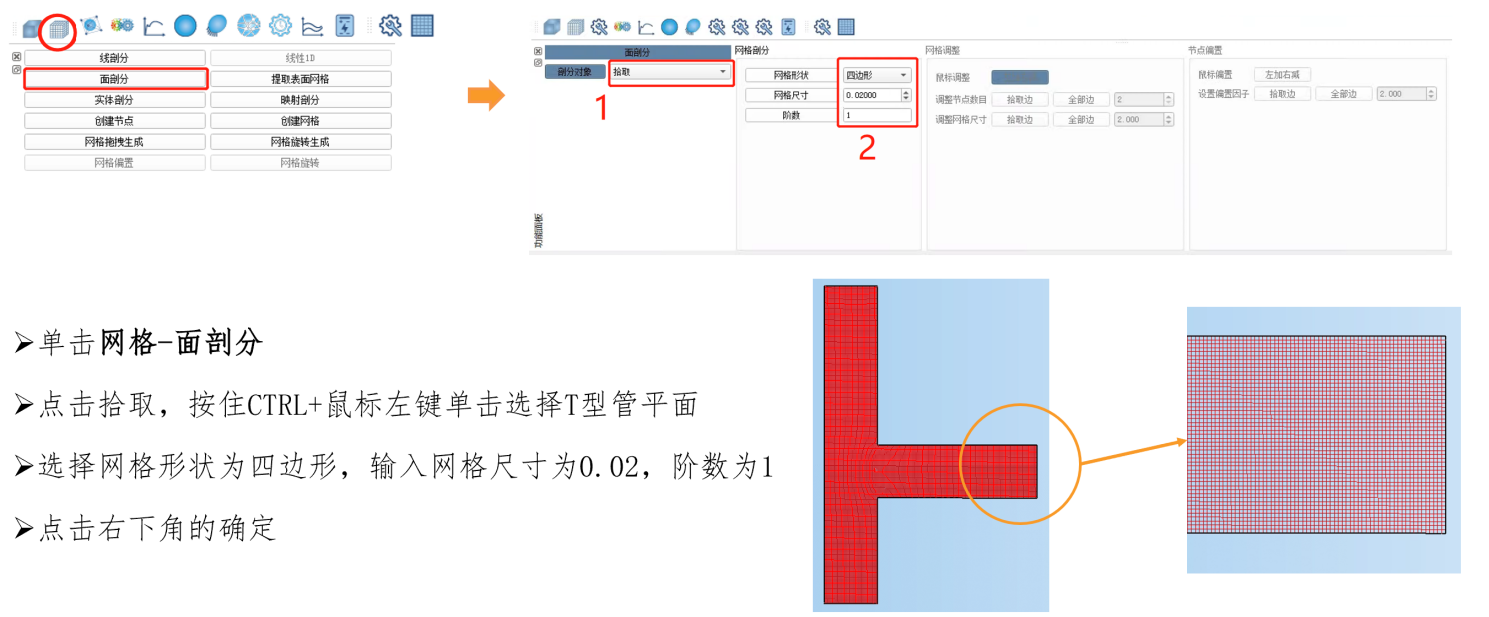 线剖分 线性1D
面剖分 提取表面网格
实体剖分 映射剖分
创建节点 创建网格
网格拖拽生成 网格旋转生成
网格偏置 网格旋转
面剖分
剖分对象 拾取
1
网格剖分
网格形状 四边形
网格尺寸 0.02000
阶数 1
2
网格调整
鼠标调整
调整节点数目 拾取边 全部边 2
调整网格尺寸 拾取边 全部边 2.000
节点偏置
鼠标偏置 左加右减
设置偏置因子 拾取边 全部边 2.000
功能面板
➢单击网格-面剖分
➢点击拾取，按住CTRL+鼠标左键单击选择T型管平面
➢选择网格形状为四边形，输入网格尺寸为0.02，阶数为1
➢点击右下角的确定